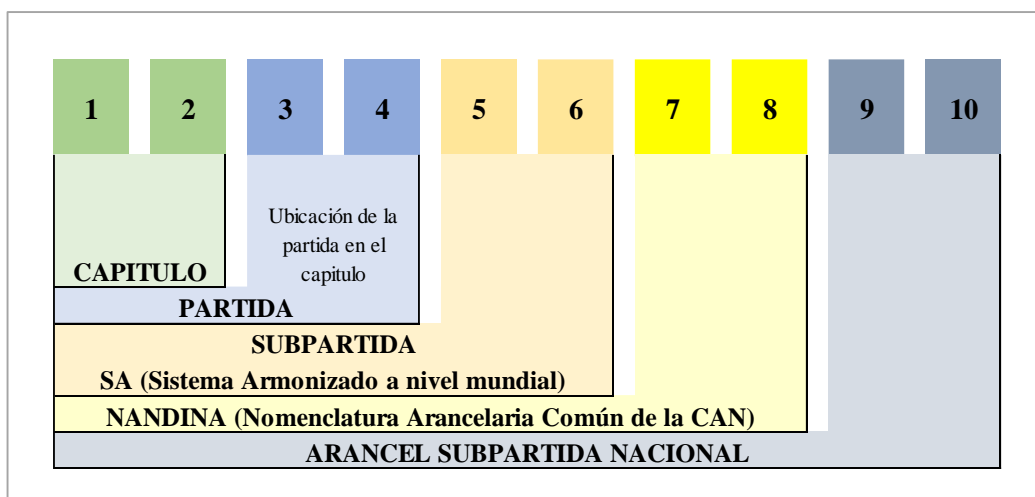 1 2 3 4 5 6 7 8 9 10
Ubicación de la
partida en el
capitulo
CAPITULO
PARTIDA
SUBPARTIDA
SA (Sistema Armonizado a nivel mundial)
NANDINA (Nomenclatura Arancelaria Común de la CAN)
ARANCEL SUBPARTIDA NACIONAL